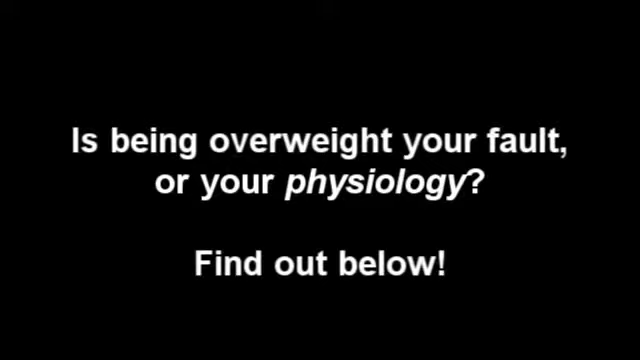 Is being overweight your fault,
or your physiology?
Find out below!